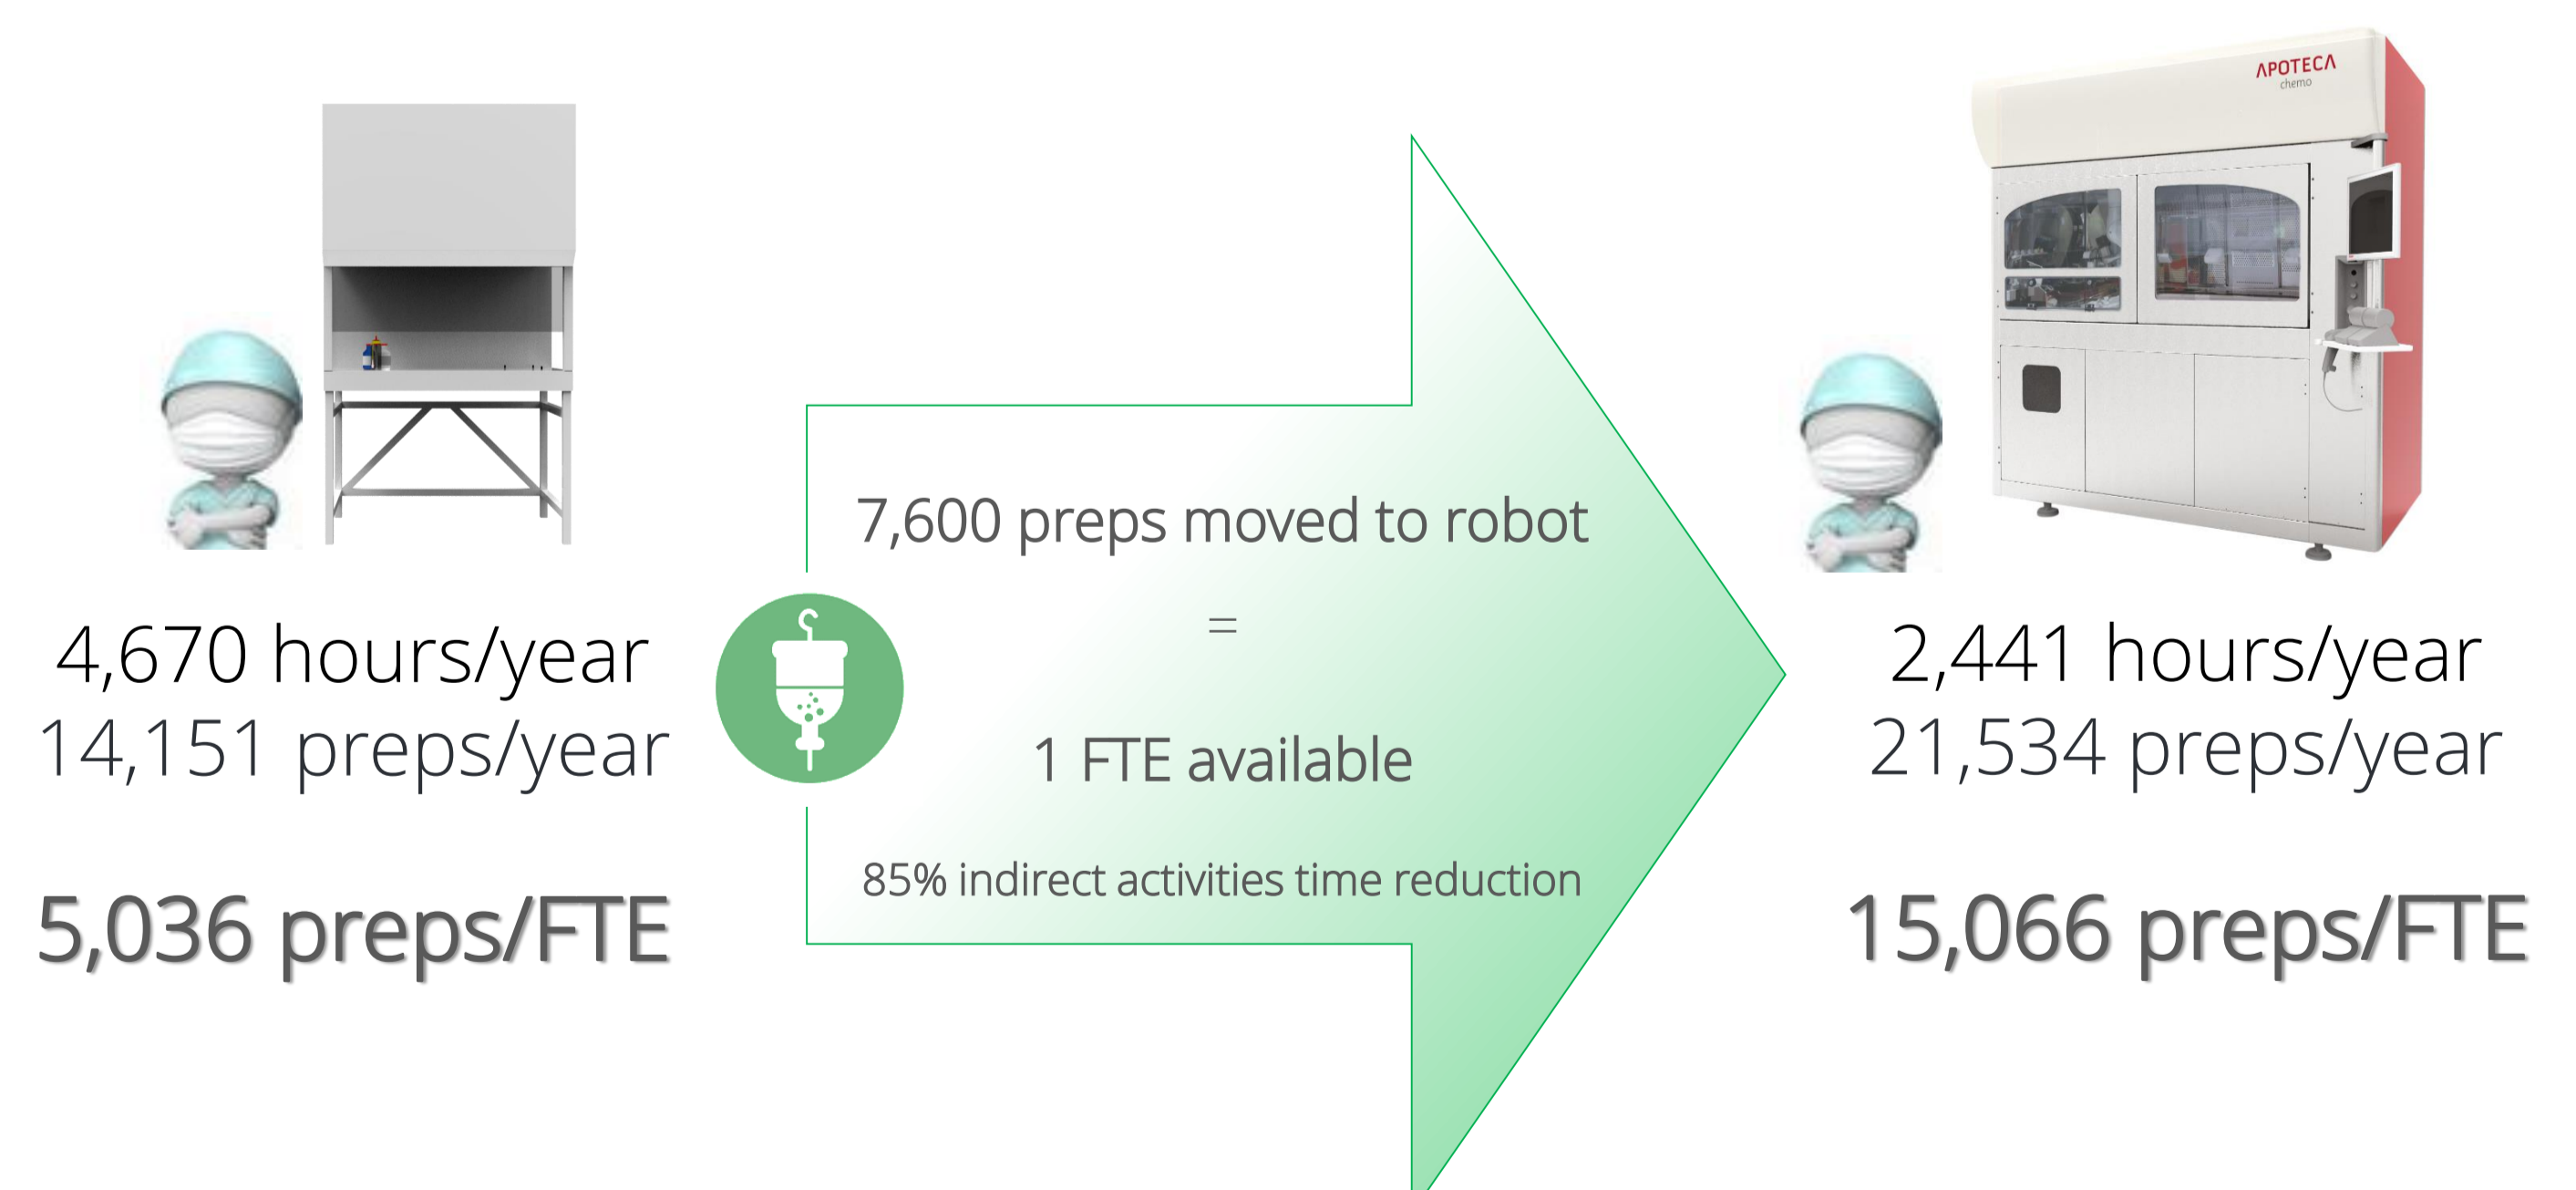 APOTECA
chemo
4,670 hours/year
14,151 preps/year
5,036 preps/FTE
7,600 preps moved to robot
=
1 FTE available
85% indirect activities time reduction
2,441 hours/year
21,534 preps/year
15,066 preps/FTE